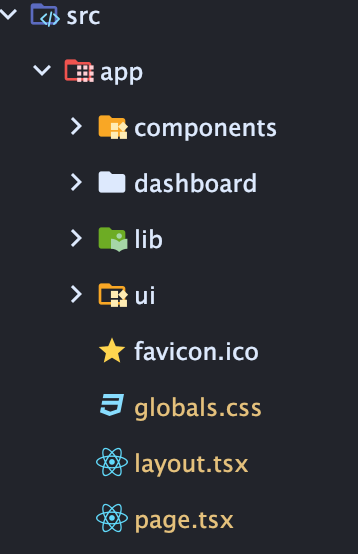 src
app
components
dashboard
lib
ui
favicon.ico
globals.css
layout.tsx
page.tsx